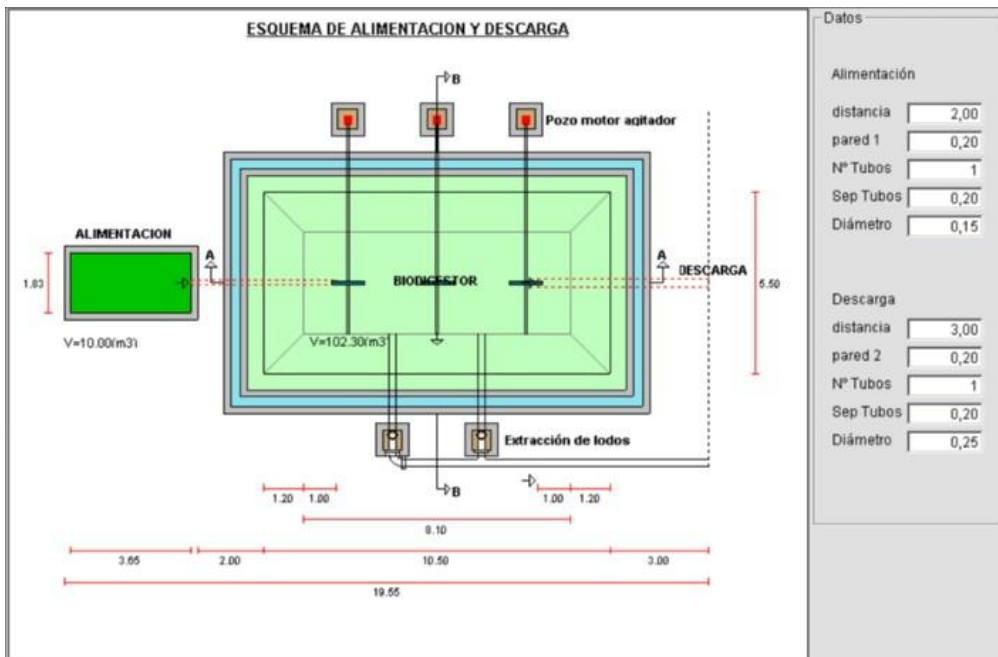 ESQUEMA DE ALIMENTACION Y DESCARGA
B
Pozo motor agitador
ALIMENTACION
A
A
DESCARGA
1.83
BIODIGESTOR
5.50
V=10.00(m3)
V=102.30(m3)
Extracción de lodos
B
1.20
1.00
1.00
1.20
8.10
3.65
2.00
10.50
3.00
19.55
Datos
Alimentación
distancia 2,00
pared 1 0,20
Nº Tubos 1
Sep Tubos 0,20
Diámetro 0,15
Descarga
distancia 3,00
pared 2 0,20
Nº Tubos 1
Sep Tubos 0,20
Diámetro 0,25